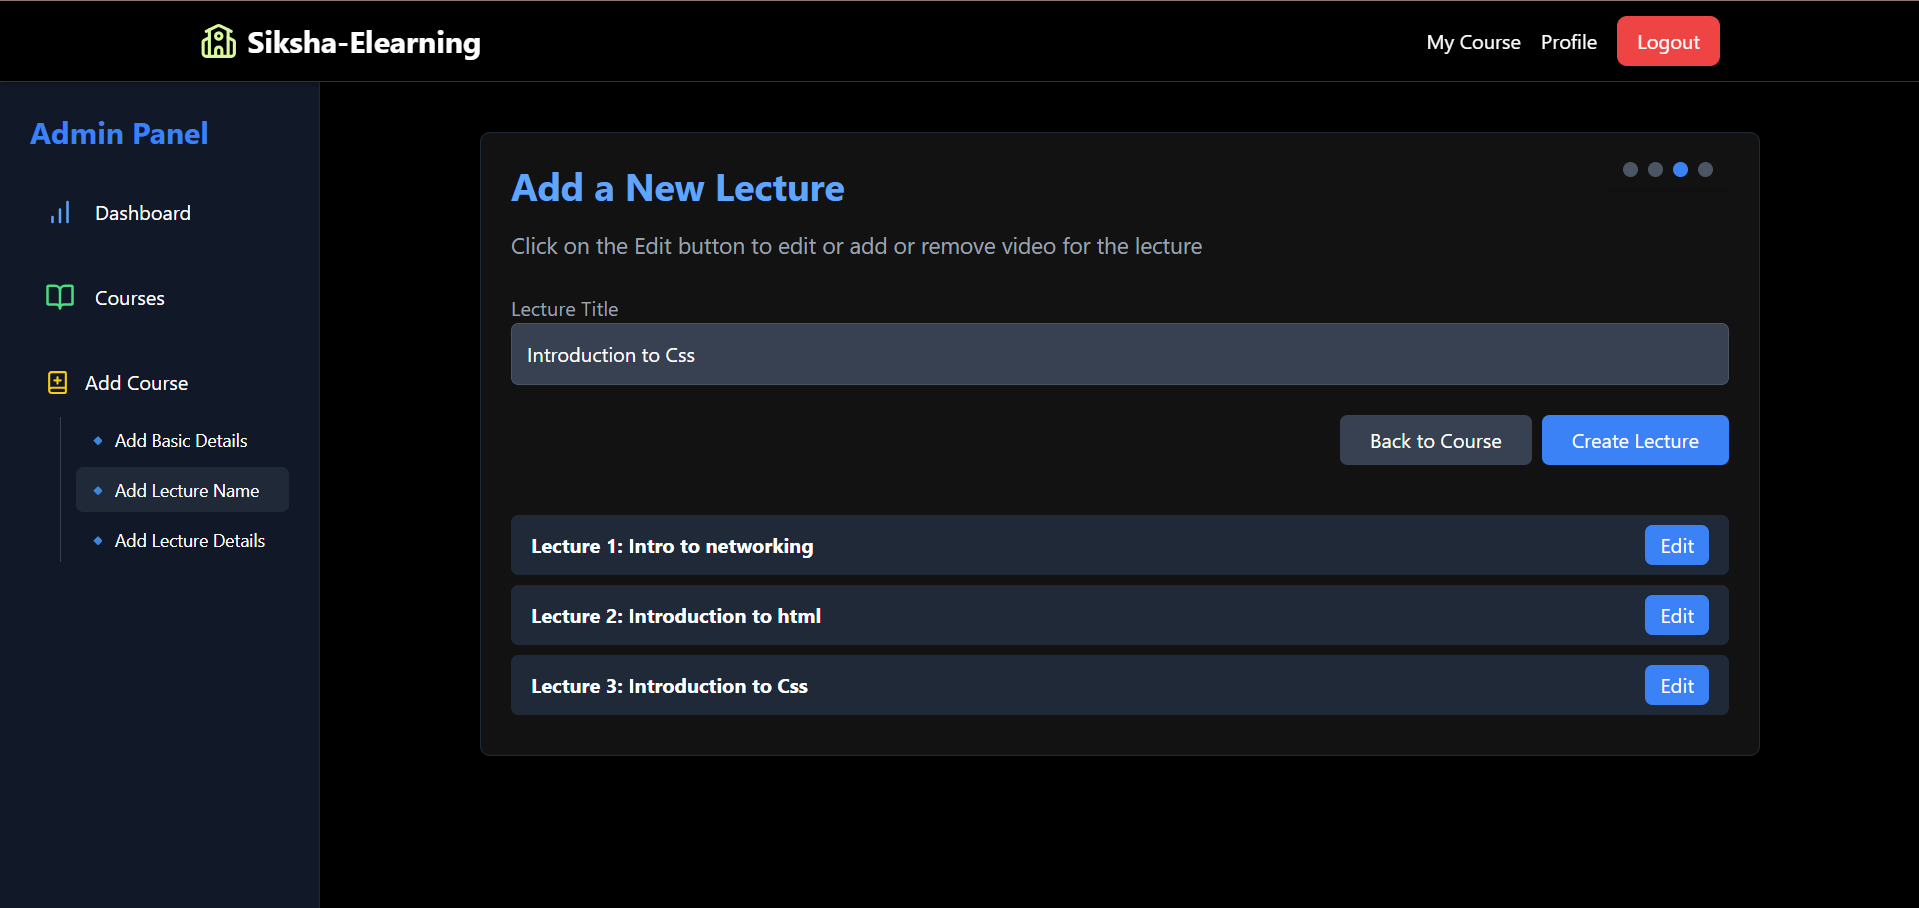 Siksha-Elearning
My Course Profile Logout
Admin Panel
Dashboard
Courses
Add Course
Add Basic Details
Add Lecture Name
Add Lecture Details
Add a New Lecture
Click on the Edit button to edit or add or remove video for the lecture
Lecture Title
Introduction to Css
Back to Course Create Lecture
Lecture 1: Intro to networking Edit
Lecture 2: Introduction to html Edit
Lecture 3: Introduction to Css Edit